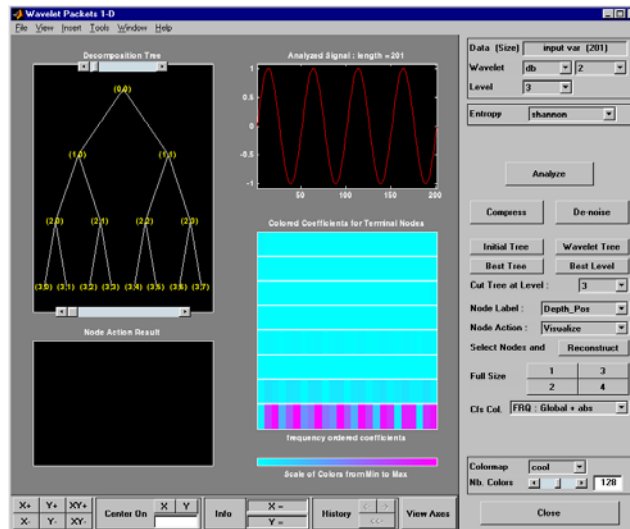 Wavelet Packets 1-D
File View Insert Tools Window Help
Decomposition Tree
(0,0)
(1,0) (1,1)
(2,0) (2,1) (2,2) (2,3)
(3,0) (3,1) (3,2) (3,3) (3,4) (3,5) (3,6) (3,7)
Node Action Result
Analyzed Signal : length = 201
1
0.5
0
-0.5
-1
50 100 150 200
Colored Coefficients for Terminal Nodes
frequency ordered coefficients
Scale of Colors from Min to Max
Data (Size) input var (201)
Wavelet db 2
Level 3
Entropy shannon
Analyze
Compress De-noise
Initial Tree Wavelet Tree
Best Tree Best Level
Cut Tree at Level : 3
Node Label : Depth_Pos
Node Action : Visualize
Select Nodes and Reconstruct
Full Size 1 3
2 4
Cfs Col. FRQ : Global + abs
Colormap cool
Nb. Colors 128
Close
X+ Y+ XY+
X- Y- XY-
Center On X Y
Info X =
Y =
History <- ->
<<-
View Axes